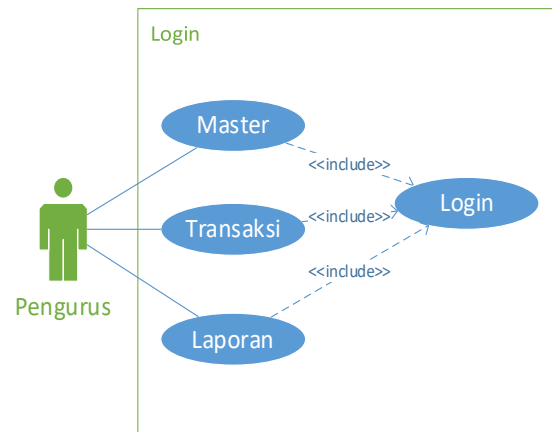 Login
Master
<<include>>
Login
Transaksi
<<include>>
<<include>>
Pengurus
Laporan